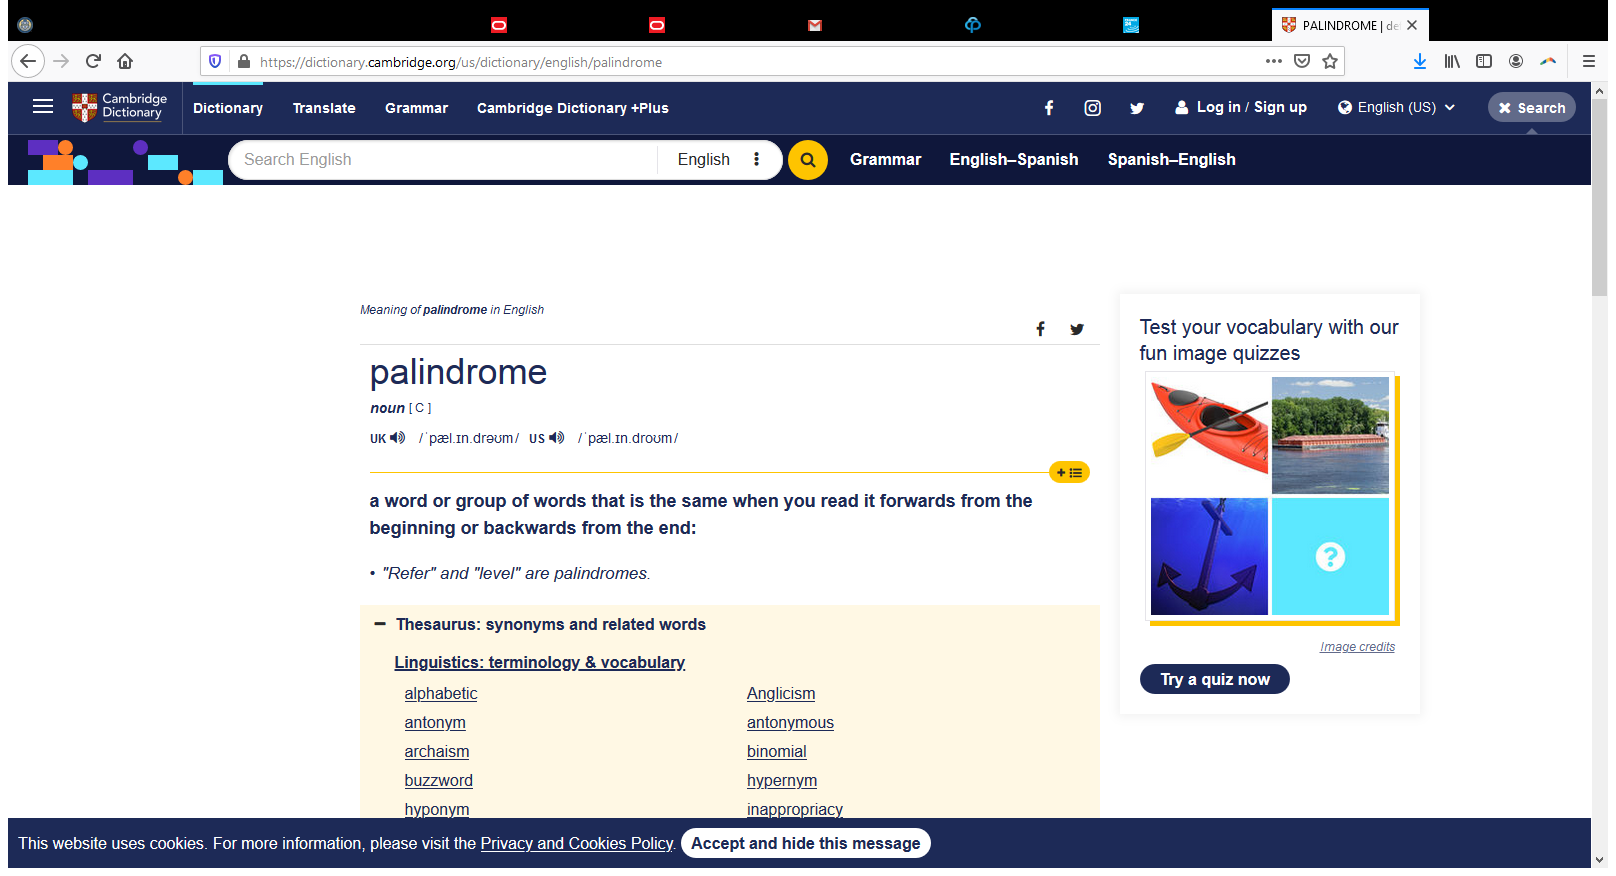 PALINDROME | de
https://dictionary.cambridge.org/us/dictionary/english/palindrome
Cambridge
Dictionary
Dictionary
Translate
Grammar
Cambridge Dictionary +Plus
Log in / Sign up
English (US)
Search
Search English
English
Grammar
English–Spanish
Spanish–English
Meaning of palindrome in English
palindrome
noun [ C ]
UK /ˈpæl.ɪn.drəʊm/ US /ˈpæl.ɪn.droʊm/
a word or group of words that is the same when you read it forwards from the
beginning or backwards from the end:
• "Refer" and "level" are palindromes.
Thesaurus: synonyms and related words
Linguistics: terminology & vocabulary
alphabetic
Anglicism
antonym
antonymous
archaism
binomial
buzzword
hypernym
hyponym
inappropriacy
Test your vocabulary with our
fun image quizzes
?
Image credits
Try a quiz now
This website uses cookies. For more information, please visit the Privacy and Cookies Policy. Accept and hide this message